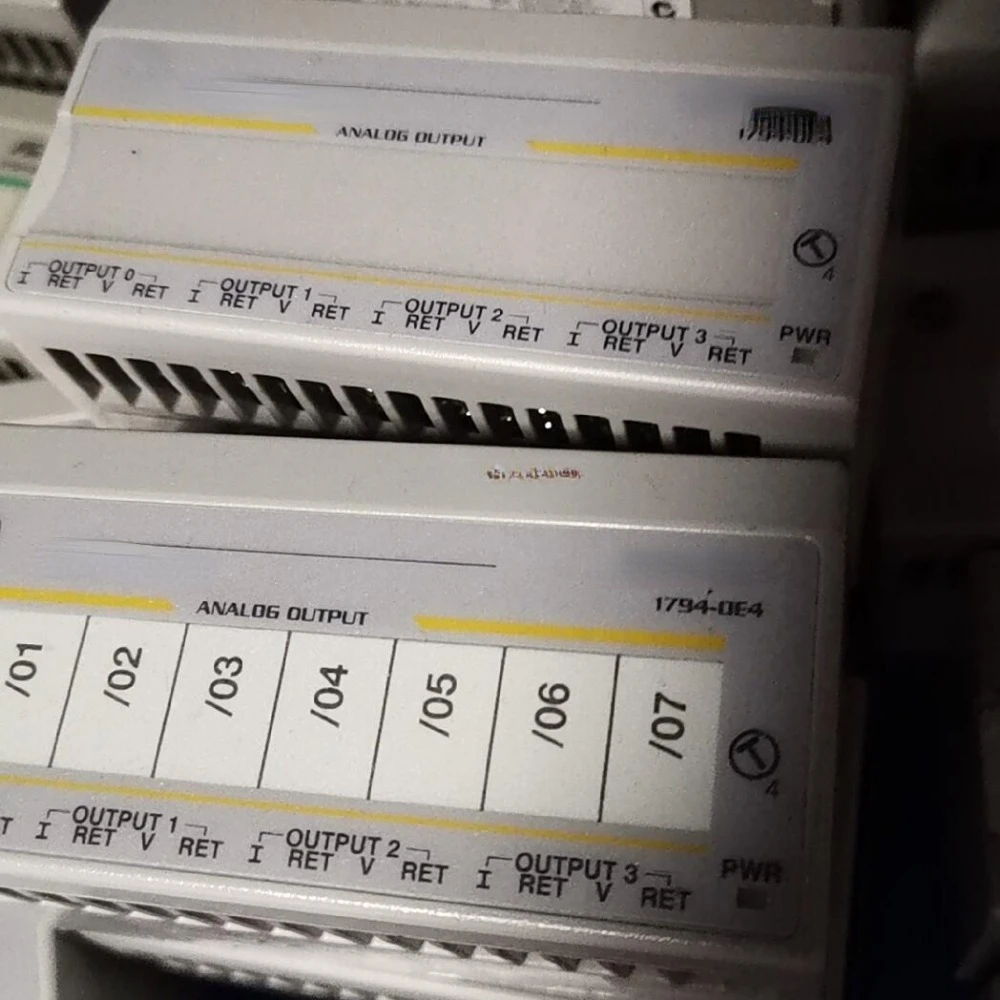 C
ANALOG OUTPUT
4
OUTPUT 0
I RET V RET
OUTPUT 1
I RET V RET
OUTPUT 2
I RET V RET
OUTPUT 3
I RET V RET
PWR
1794-OE4
ANALOG OUTPUT
/01 /02 /03 /04 /05 /06 /07
4
T
OUTPUT 1
I RET V RET
OUTPUT 2
I RET V RET
OUTPUT 3
I RET V RET
PWR